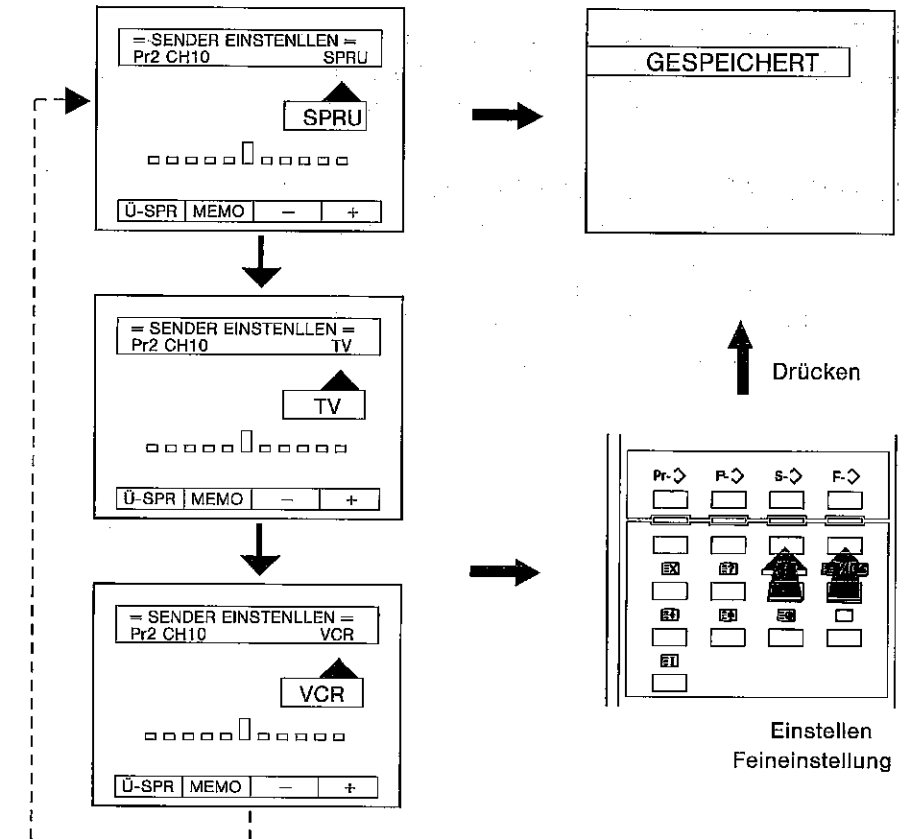 = SENDER EINSTENLLEN =
Pr2 CH10 SPRU
SPRU
Ü-SPR MEMO − +
GESPEICHERT
= SENDER EINSTENLLEN =
Pr2 CH10 TV
TV
Ü-SPR MEMO − +
Drücken
Pr- P- S- F-
= SENDER EINSTENLLEN =
Pr2 CH10 VCR
VCR
Ü-SPR MEMO − +
Einstellen
Feineinstellung